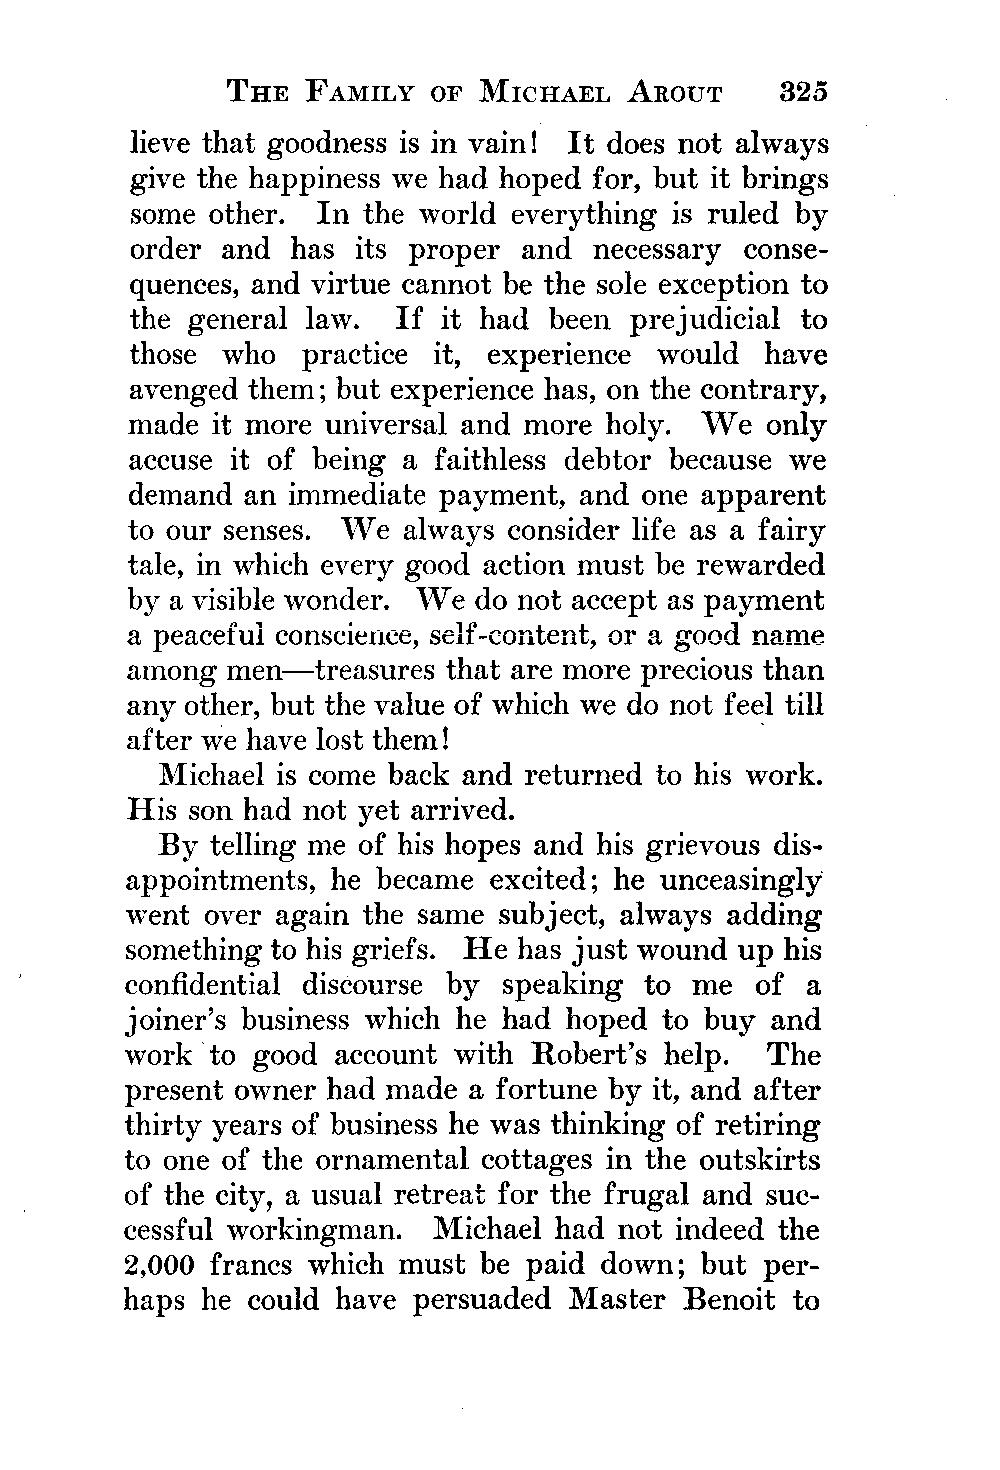 THE FAMILY OF MICHAEL AROUT 325
lieve that goodness is in vain! It does not always
give the happiness we had hoped for, but it brings
some other. In the world everything is ruled by
order and has its proper and necessary conse-
quences, and virtue cannot be the sole exception to
the general law. If it had been prejudicial to
those who practice it, experience would have
avenged them; but experience has, on the contrary,
made it more universal and more holy. We only
accuse it of being a faithless debtor because we
demand an immediate payment, and one apparent
to our senses. We always consider life as a fairy
tale, in which every good action must be rewarded
by a visible wonder. We do not accept as payment
a peaceful conscience, self-content, or a good name
among men—treasures that are more precious than
any other, but the value of which we do not feel till
after we have lost them!
Michael is come back and returned to his work.
His son had not yet arrived.
By telling me of his hopes and his grievous dis-
appointments, he became excited; he unceasingly
went over again the same subject, always adding
something to his griefs. He has just wound up his
confidential discourse by speaking to me of a
joiner's business which he had hoped to buy and
work to good account with Robert's help. The
present owner had made a fortune by it, and after
thirty years of business he was thinking of retiring
to one of the ornamental cottages in the outskirts
of the city, a usual retreat for the frugal and suc-
cessful workingman. Michael had not indeed the
2,000 francs which must be paid down; but per-
haps he could have persuaded Master Benoit to